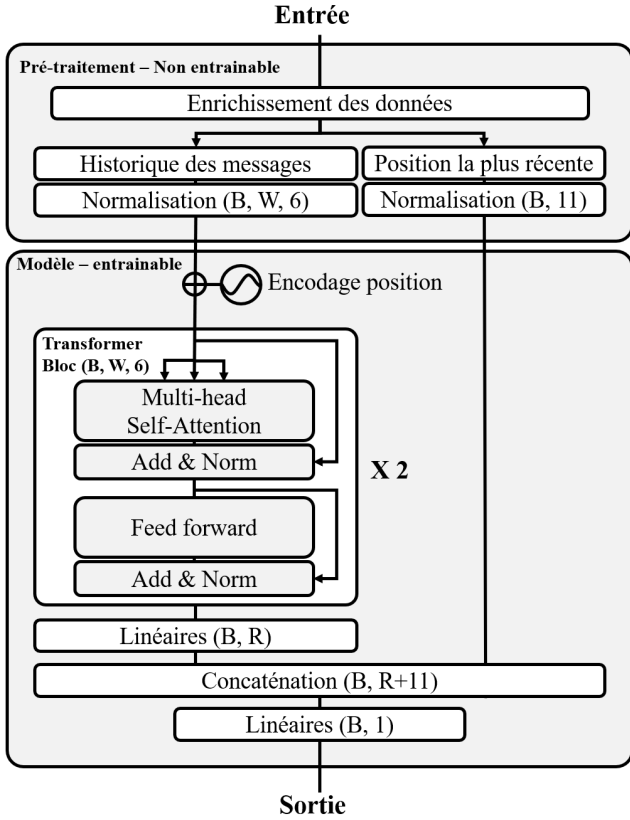 Entrée
Pré-traitement – Non entrainable
Enrichissement des données
Historique des messages
Position la plus récente
Normalisation (B, W, 6)
Normalisation (B, 11)
Modèle – entrainable
Encodage position
Transformer
Bloc (B, W, 6)
Multi-head
Self-Attention
Add & Norm
X 2
Feed forward
Add & Norm
Linéaires (B, R)
Concaténation (B, R+11)
Linéaires (B, 1)
Sortie